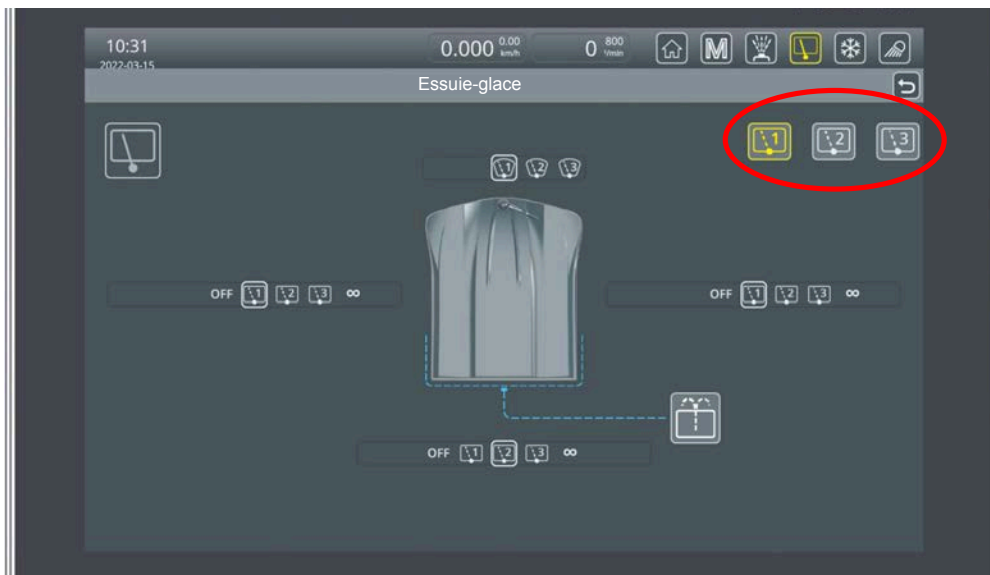 10:31
2022-03-15
0.000 0.00 km/h
0 800 1/min
M
Essuie-glace
1 2 3
1 2 3
OFF 1 2 3 ∞
OFF 1 2 3 ∞
OFF 1 2 3 ∞